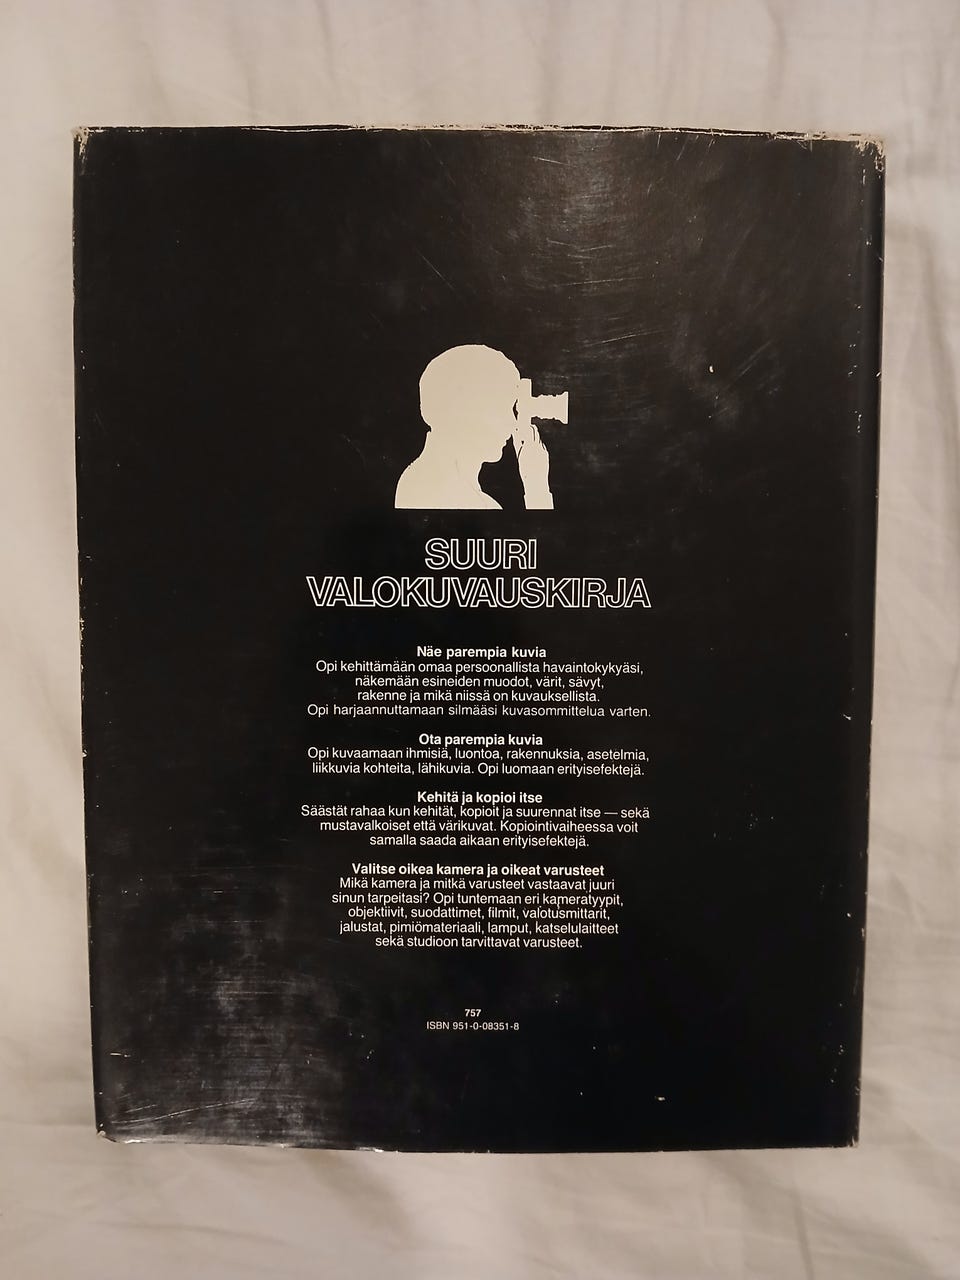 SUURI
VALOKUVAUSKIRJA
Näe parempia kuvia
Opi kehittämään omaa persoonallista havaintokykyäsi,
näkemään esineiden muodot, värit, sävyt,
rakenne ja mikä niissä on kuvauksellista.
Opi harjaannuttamaan silmääsi kuvasommittelua varten.
Ota parempia kuvia
Opi kuvaamaan ihmisiä, luontoa, rakennuksia, asetelmia,
liikkuvia kohteita, lähikuvia. Opi luomaan erityisefektejä.
Kehitä ja kopioi itse
Säästät rahaa kun kehität, kopioit ja suurennat itse — sekä
mustavalkoiset että värikuvat. Kopiointivaiheessa voit
samalla saada aikaan erityisefektejä.
Valitse oikea kamera ja oikeat varusteet
Mikä kamera ja mitkä varusteet vastaavat juuri
sinun tarpeitasi? Opi tuntemaan eri kameratyypit,
objektiivit, suodattimet, filmit, valotusmittarit,
jalustat, pimiömateriaali, lamput, katselulaitteet
sekä studioon tarvittavat varusteet.
757
ISBN 951-0-08351-8